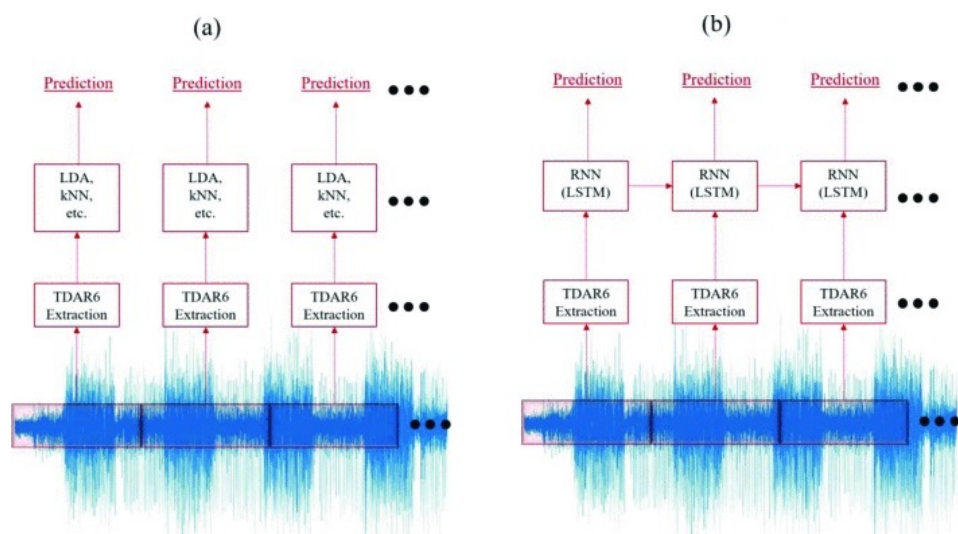 (a)
Prediction
Prediction
Prediction
LDA,
kNN,
etc.
LDA,
kNN,
etc.
LDA,
kNN,
etc.
TDAR6
Extraction
TDAR6
Extraction
TDAR6
Extraction
(b)
Prediction
Prediction
Prediction
RNN
(LSTM)
RNN
(LSTM)
RNN
(LSTM)
TDAR6
Extraction
TDAR6
Extraction
TDAR6
Extraction